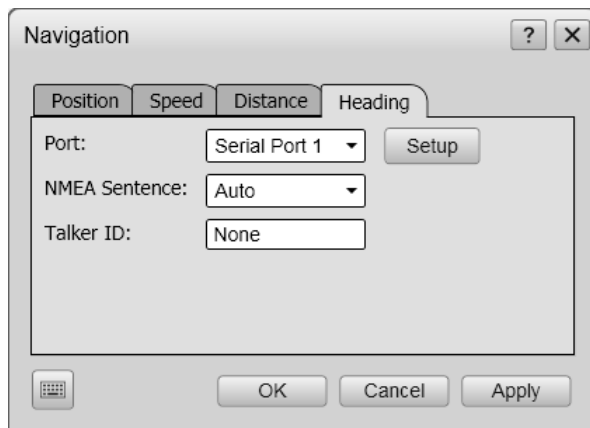 Navigation ?
Position Speed Distance Heading
Port: Serial Port 1 Setup
NMEA Sentence: Auto
Talker ID: None
OK Cancel Apply